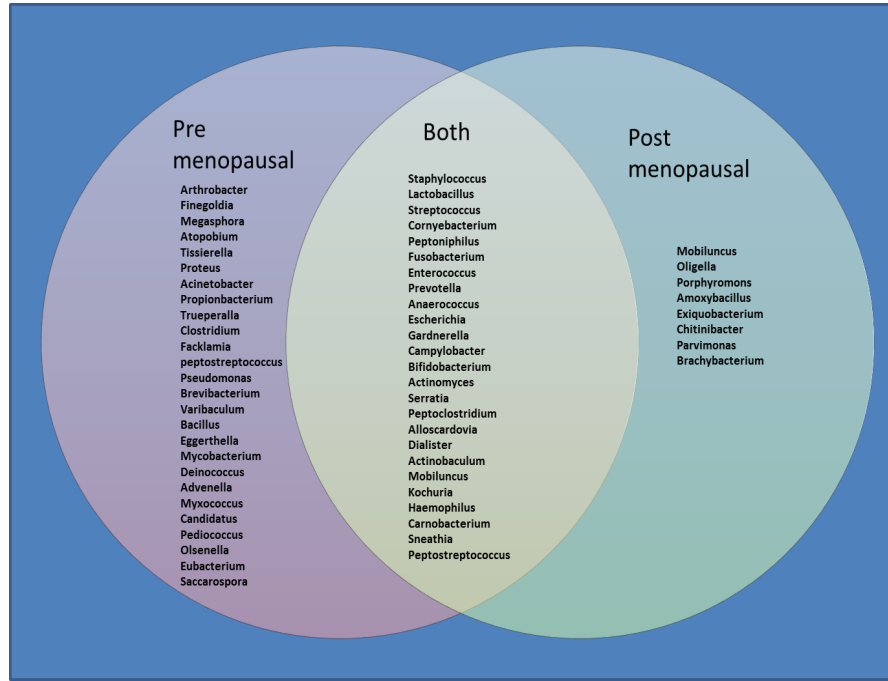 Pre
menopausal
Arthrobacter
Finegoldia
Megasphora
Atopobium
Tissierella
Proteus
Acinetobacter
Propionbacterium
Trueperalla
Clostridium
Facklamia
peptostreptococcus
Pseudomonas
Brevibacterium
Varibaculum
Bacillus
Eggerthella
Mycobacterium
Deinococcus
Advenella
Myxococcus
Candidatus
Pediococcus
Olsenella
Eubacterium
Saccarospora
Both
Staphylococcus
Lactobacillus
Streptococcus
Cornyebacterium
Peptoniphilus
Fusobacterium
Enterococcus
Prevotella
Anaerococcus
Escherichia
Gardnerella
Campylobacter
Bifidobacterium
Actinomyces
Serratia
Peptoclostridium
Alloscardovia
Dialister
Actinobaculum
Mobiluncus
Kochuria
Haemophilus
Carnobacterium
Sneathia
Peptostreptococcus
Post
menopausal
Mobiluncus
Oligella
Porphyromons
Amoxybacillus
Exiquobacterium
Chitinibacter
Parvimonas
Brachybacterium